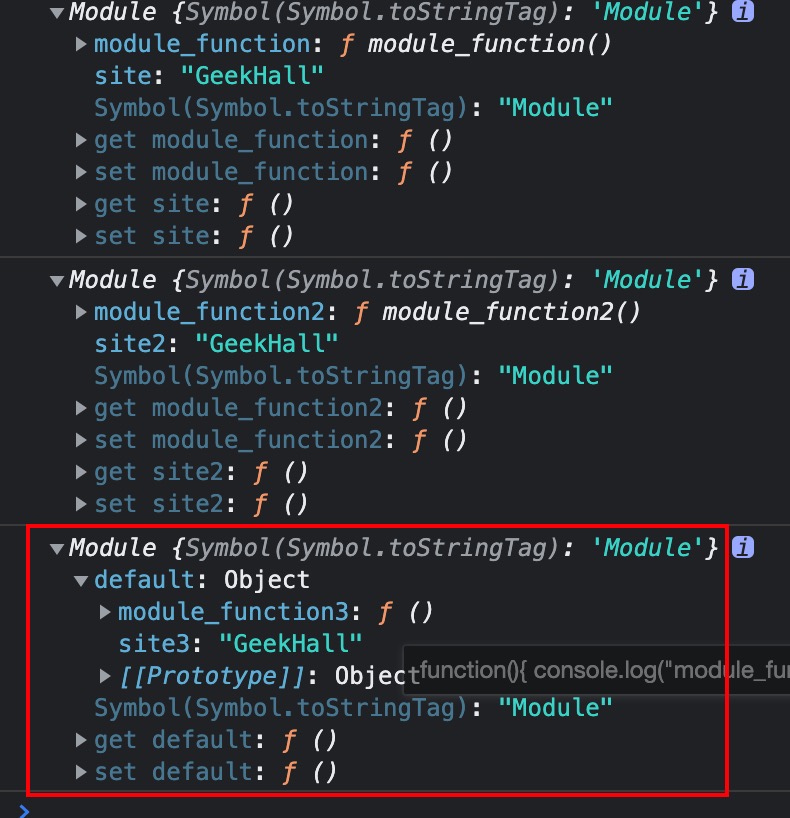 ▼Module {Symbol(Symbol.toStringTag): 'Module'} i
▶module_function: ƒ module_function()
site: "GeekHall"
Symbol(Symbol.toStringTag): "Module"
▶get module_function: ƒ ()
▶set module_function: ƒ ()
▶get site: ƒ ()
▶set site: ƒ ()
▼Module {Symbol(Symbol.toStringTag): 'Module'} i
▶module_function2: ƒ module_function2()
site2: "GeekHall"
Symbol(Symbol.toStringTag): "Module"
▶get module_function2: ƒ ()
▶set module_function2: ƒ ()
▶get site2: ƒ ()
▶set site2: ƒ ()
▼Module {Symbol(Symbol.toStringTag): 'Module'} i
▼default: Object
▶module_function3: ƒ ()
site3: "GeekHall"
▶[[Prototype]]: Object
function(){ console.log("module_fun
Symbol(Symbol.toStringTag): "Module"
▶get default: ƒ ()
▶set default: ƒ ()
>